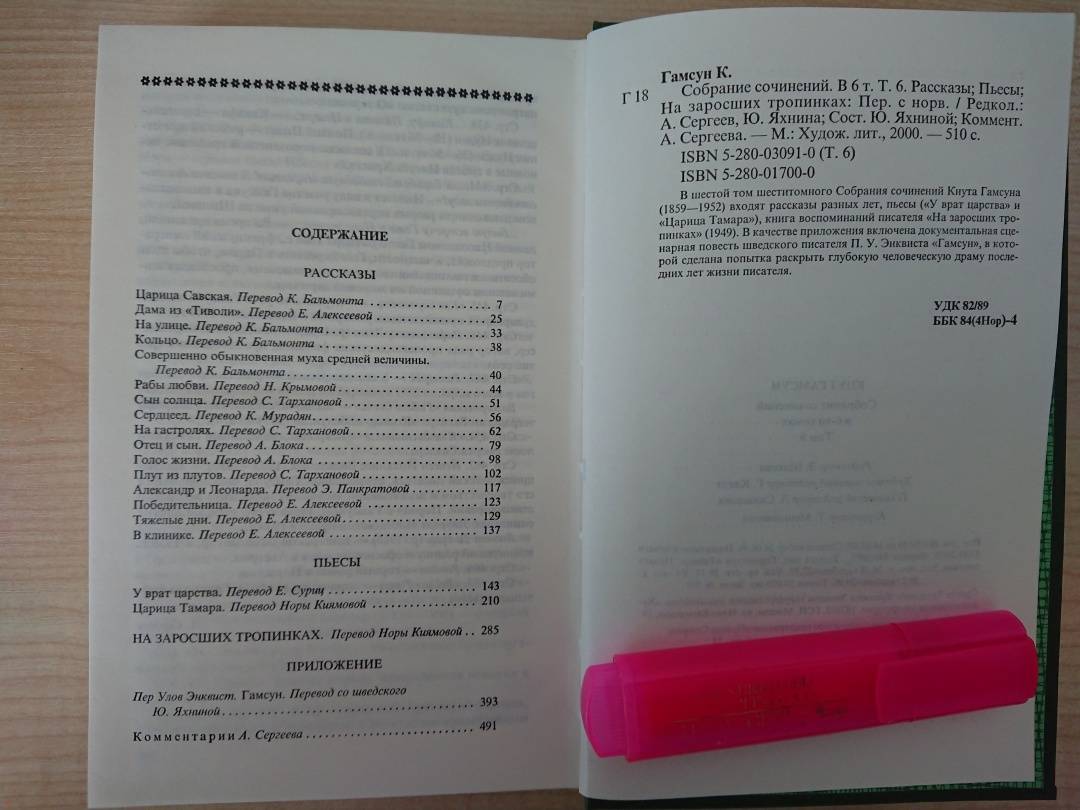 СОДЕРЖАНИЕ
РАССКАЗЫ
Царица Савская. Перевод К. Бальмонта . . . . . . . . . . . . . . . . . . . 7
Дама из «Тиволи». Перевод Е. Алексеевой . . . . . . . . . . . . . . . . . 25
На улице. Перевод К. Бальмонта . . . . . . . . . . . . . . . . . . . . . . . . 33
Кольцо. Перевод К. Бальмонта . . . . . . . . . . . . . . . . . . . . . . . . . . 38
Совершенно обыкновенная муха средней величины.
Перевод К. Бальмонта . . . . . . . . . . . . . . . . . . . . . . . . . . . . 40
Рабы любви. Перевод Н. Крымовой . . . . . . . . . . . . . . . . . . . . . . 44
Сын солнца. Перевод С. Тархановой . . . . . . . . . . . . . . . . . . . . . 51
Сердцеед. Перевод К. Мурадян . . . . . . . . . . . . . . . . . . . . . . . . . 56
На гастролях. Перевод С. Тархановой . . . . . . . . . . . . . . . . . . . . 62
Отец и сын. Перевод А. Блока . . . . . . . . . . . . . . . . . . . . . . . . . . 79
Голос жизни. Перевод А. Блока . . . . . . . . . . . . . . . . . . . . . . . . . 98
Плут из плутов. Перевод С. Тархановой . . . . . . . . . . . . . . . . . . 102
Александр и Леонарда. Перевод Э. Панкратовой . . . . . . . . . . . 117
Победительница. Перевод Е. Алексеевой . . . . . . . . . . . . . . . . . 123
Тяжелые дни. Перевод Е. Алексеевой . . . . . . . . . . . . . . . . . . . . 129
В клинике. Перевод Е. Алексеевой . . . . . . . . . . . . . . . . . . . . . . 137
ПЬЕСЫ
У врат царства. Перевод Е. Суриц . . . . . . . . . . . . . . . . . . . . . . 143
Царица Тамара. Перевод Норы Киямовой . . . . . . . . . . . . . . . . 210
НА ЗАРОСШИХ ТРОПИНКАХ. Перевод Норы Киямовой . . 285
ПРИЛОЖЕНИЕ
Пер Улов Энквист. Гамсун. Перевод со шведского
Ю. Яхниной . . . . . . . . . . . . . . . . . . . . . . . . . . . . . . . . . . . . 393
Комментарии А. Сергеева . . . . . . . . . . . . . . . . . . . . . . . . . . . . 491
Гамсун К.
Г 18 Собрание сочинений. В 6 т. Т. 6. Рассказы; Пьесы;
На заросших тропинках: Пер. с норв. / Редкол.:
А. Сергеев, Ю. Яхнина; Сост. Ю. Яхниной; Коммент.
А. Сергеева. — М.: Худож. лит., 2000. — 510 с.
ISBN 5-280-03091-0 (Т. 6)
ISBN 5-280-01700-0
В шестой том шеститомного Собрания сочинений Кнута Гамсуна
(1859—1952) входят рассказы разных лет, пьесы («У врат царства» и
«Царица Тамара»), книга воспоминаний писателя «На заросших тро-
пинках» (1949). В качестве приложения включена документальная сце-
нарная повесть шведского писателя П. У. Энквиста «Гамсун», в кото-
рой сделана попытка раскрыть глубокую человеческую драму послед-
них лет жизни писателя.
УДК 82/89
ББК 84(4Нор)-4